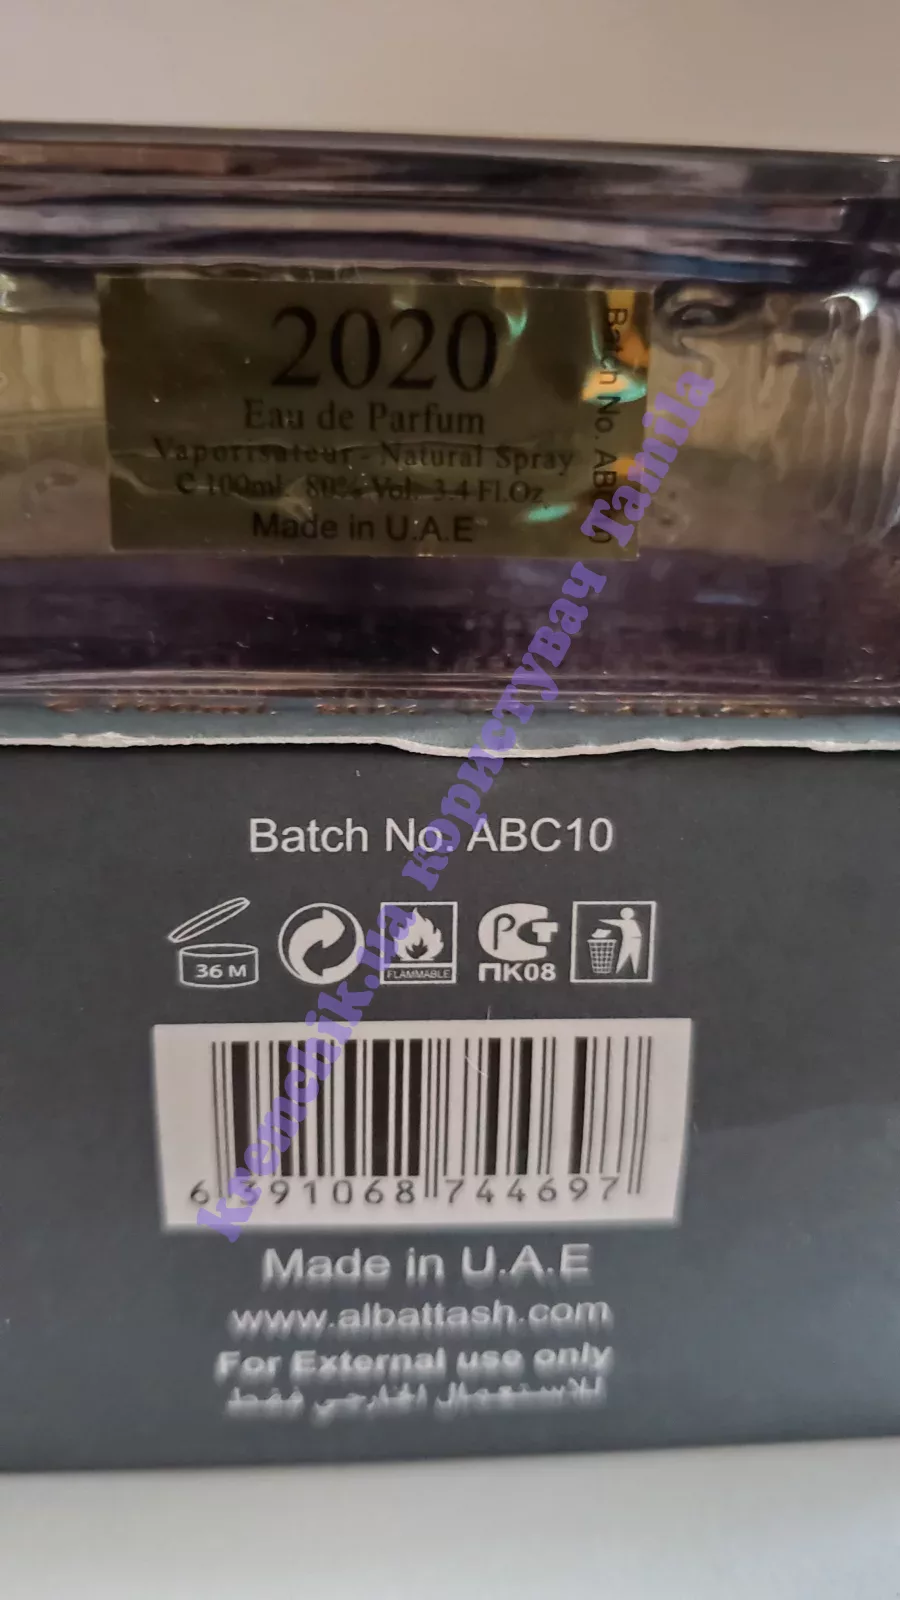 2020
Eau de Parfum
Vaporisateur - Natural Spray
C 100ml. 80% Vol. 3.4 Fl.Oz
Made in U.A.E
Batch No. ABC10
kremchik.ua користувач Tamila
Batch No. ABC10
36 M
FLAMMABLE
РСТ
ПК08
6 391068 744697
Made in U.A.E
www.albattash.com
For External use only
للاستعمال الخارجي فقط